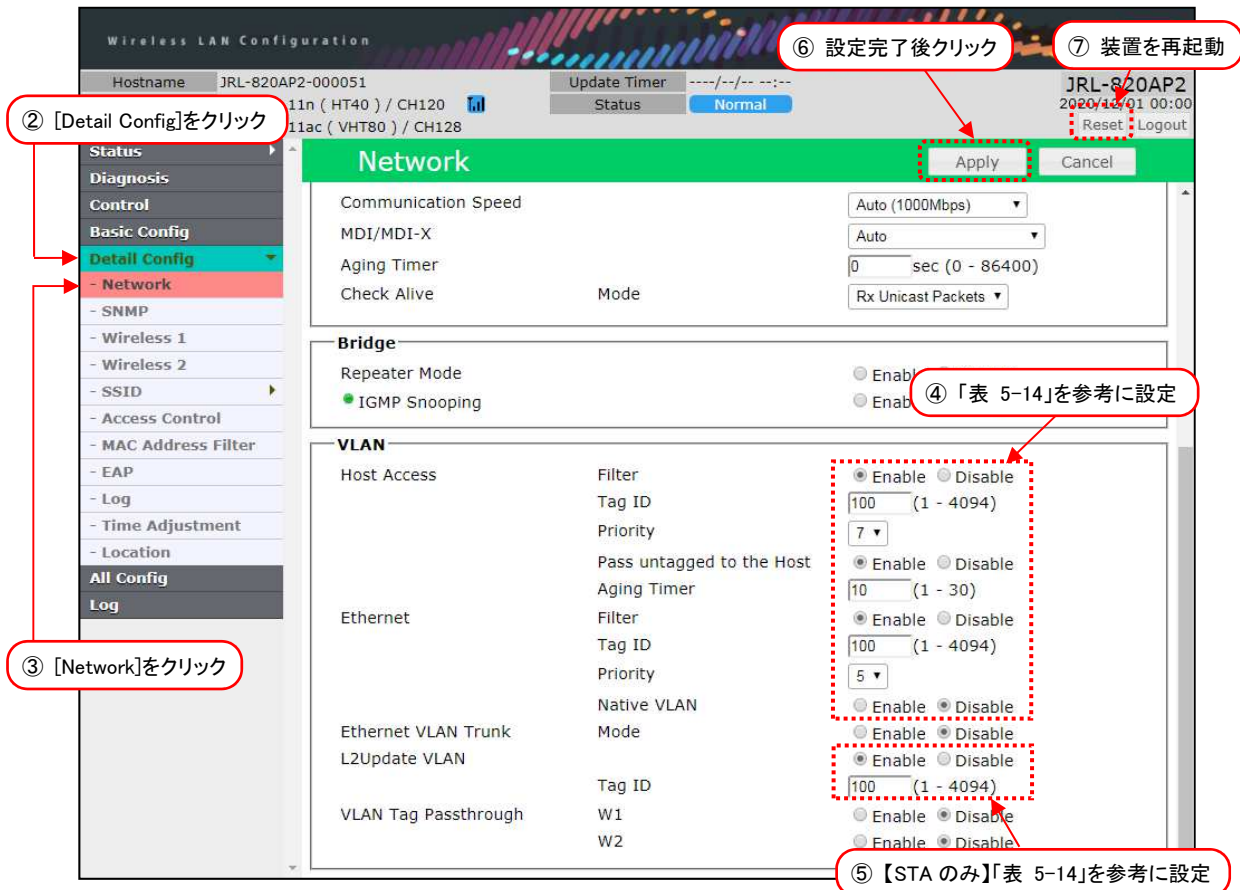 Wireless LAN Configuration
⑥ 設定完了後クリック
⑦ 装置を再起動
Hostname JRL-820AP2-000051 Update Timer ----/--/-- --:-- JRL-820AP2
11n ( HT40 ) / CH120 Status Normal 2020/12/01 00:00
② [Detail Config]をクリック
11ac ( VHT80 ) / CH128 Reset Logout
Status
Diagnosis
Control
Basic Config
Detail Config
- Network
- SNMP
- Wireless 1
- Wireless 2
- SSID
- Access Control
- MAC Address Filter
- EAP
- Log
- Time Adjustment
- Location
All Config
Log
③ [Network]をクリック
Network Apply Cancel
Communication Speed Auto (1000Mbps)
MDI/MDI-X Auto
Aging Timer 0 sec (0 - 86400)
Check Alive Mode Rx Unicast Packets
Bridge
Repeater Mode Enabl
IGMP Snooping Enab
④ 「表 5-14」を参考に設定
VLAN
Host Access Filter Enable Disable
Tag ID 100 (1 - 4094)
Priority 7
Pass untagged to the Host Enable Disable
Aging Timer 10 (1 - 30)
Ethernet Filter Enable Disable
Tag ID 100 (1 - 4094)
Priority 5
Native VLAN Enable Disable
Ethernet VLAN Trunk Mode Enable Disable
L2Update VLAN Enable Disable
Tag ID 100 (1 - 4094)
VLAN Tag Passthrough W1 Enable Disable
W2 Enable Disable
⑤ 【STA のみ】「表 5-14」を参考に設定